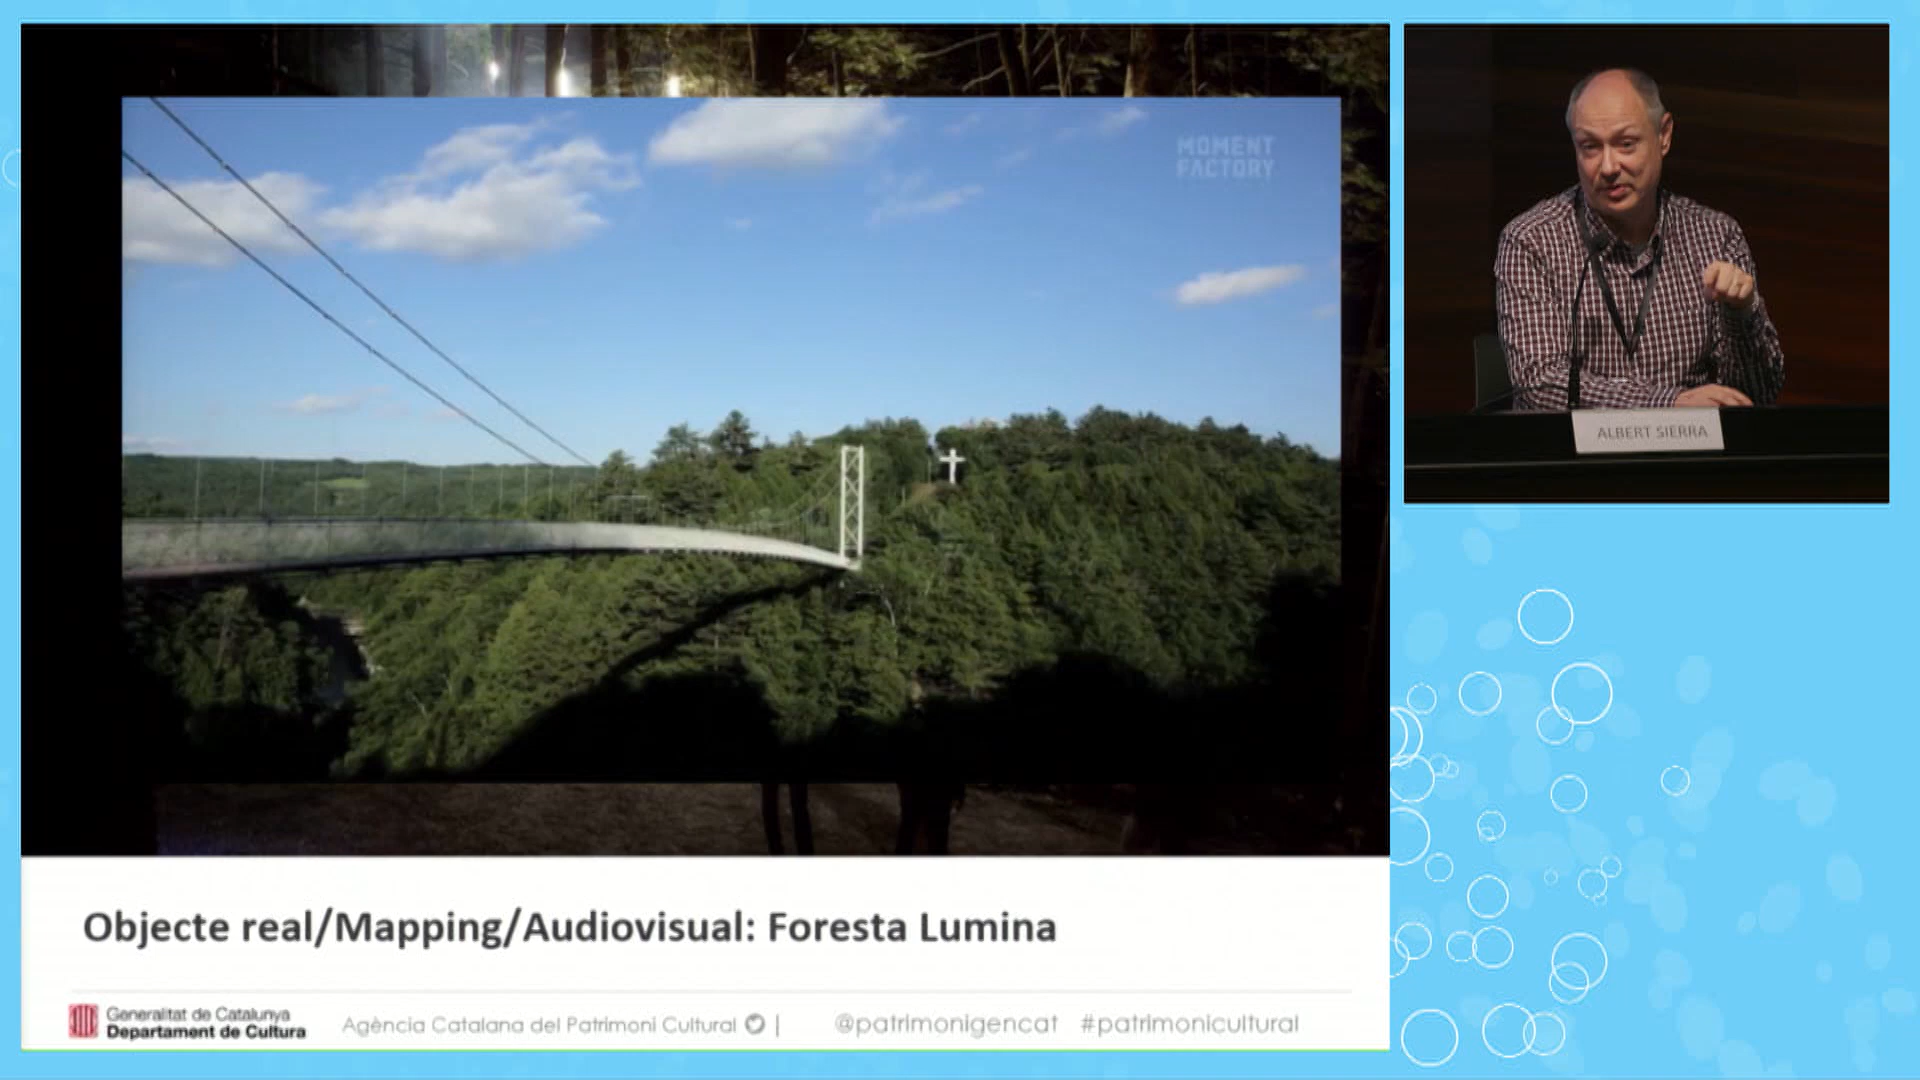 MOMENT
FACTORY
ALBERT SIERRA
Objecte real/Mapping/Audiovisual: Foresta Lumina
Generalitat de Catalunya
Departament de Cultura
Agència Catalana del Patrimoni Cultural | @patrimonigencat #patrimonicultural